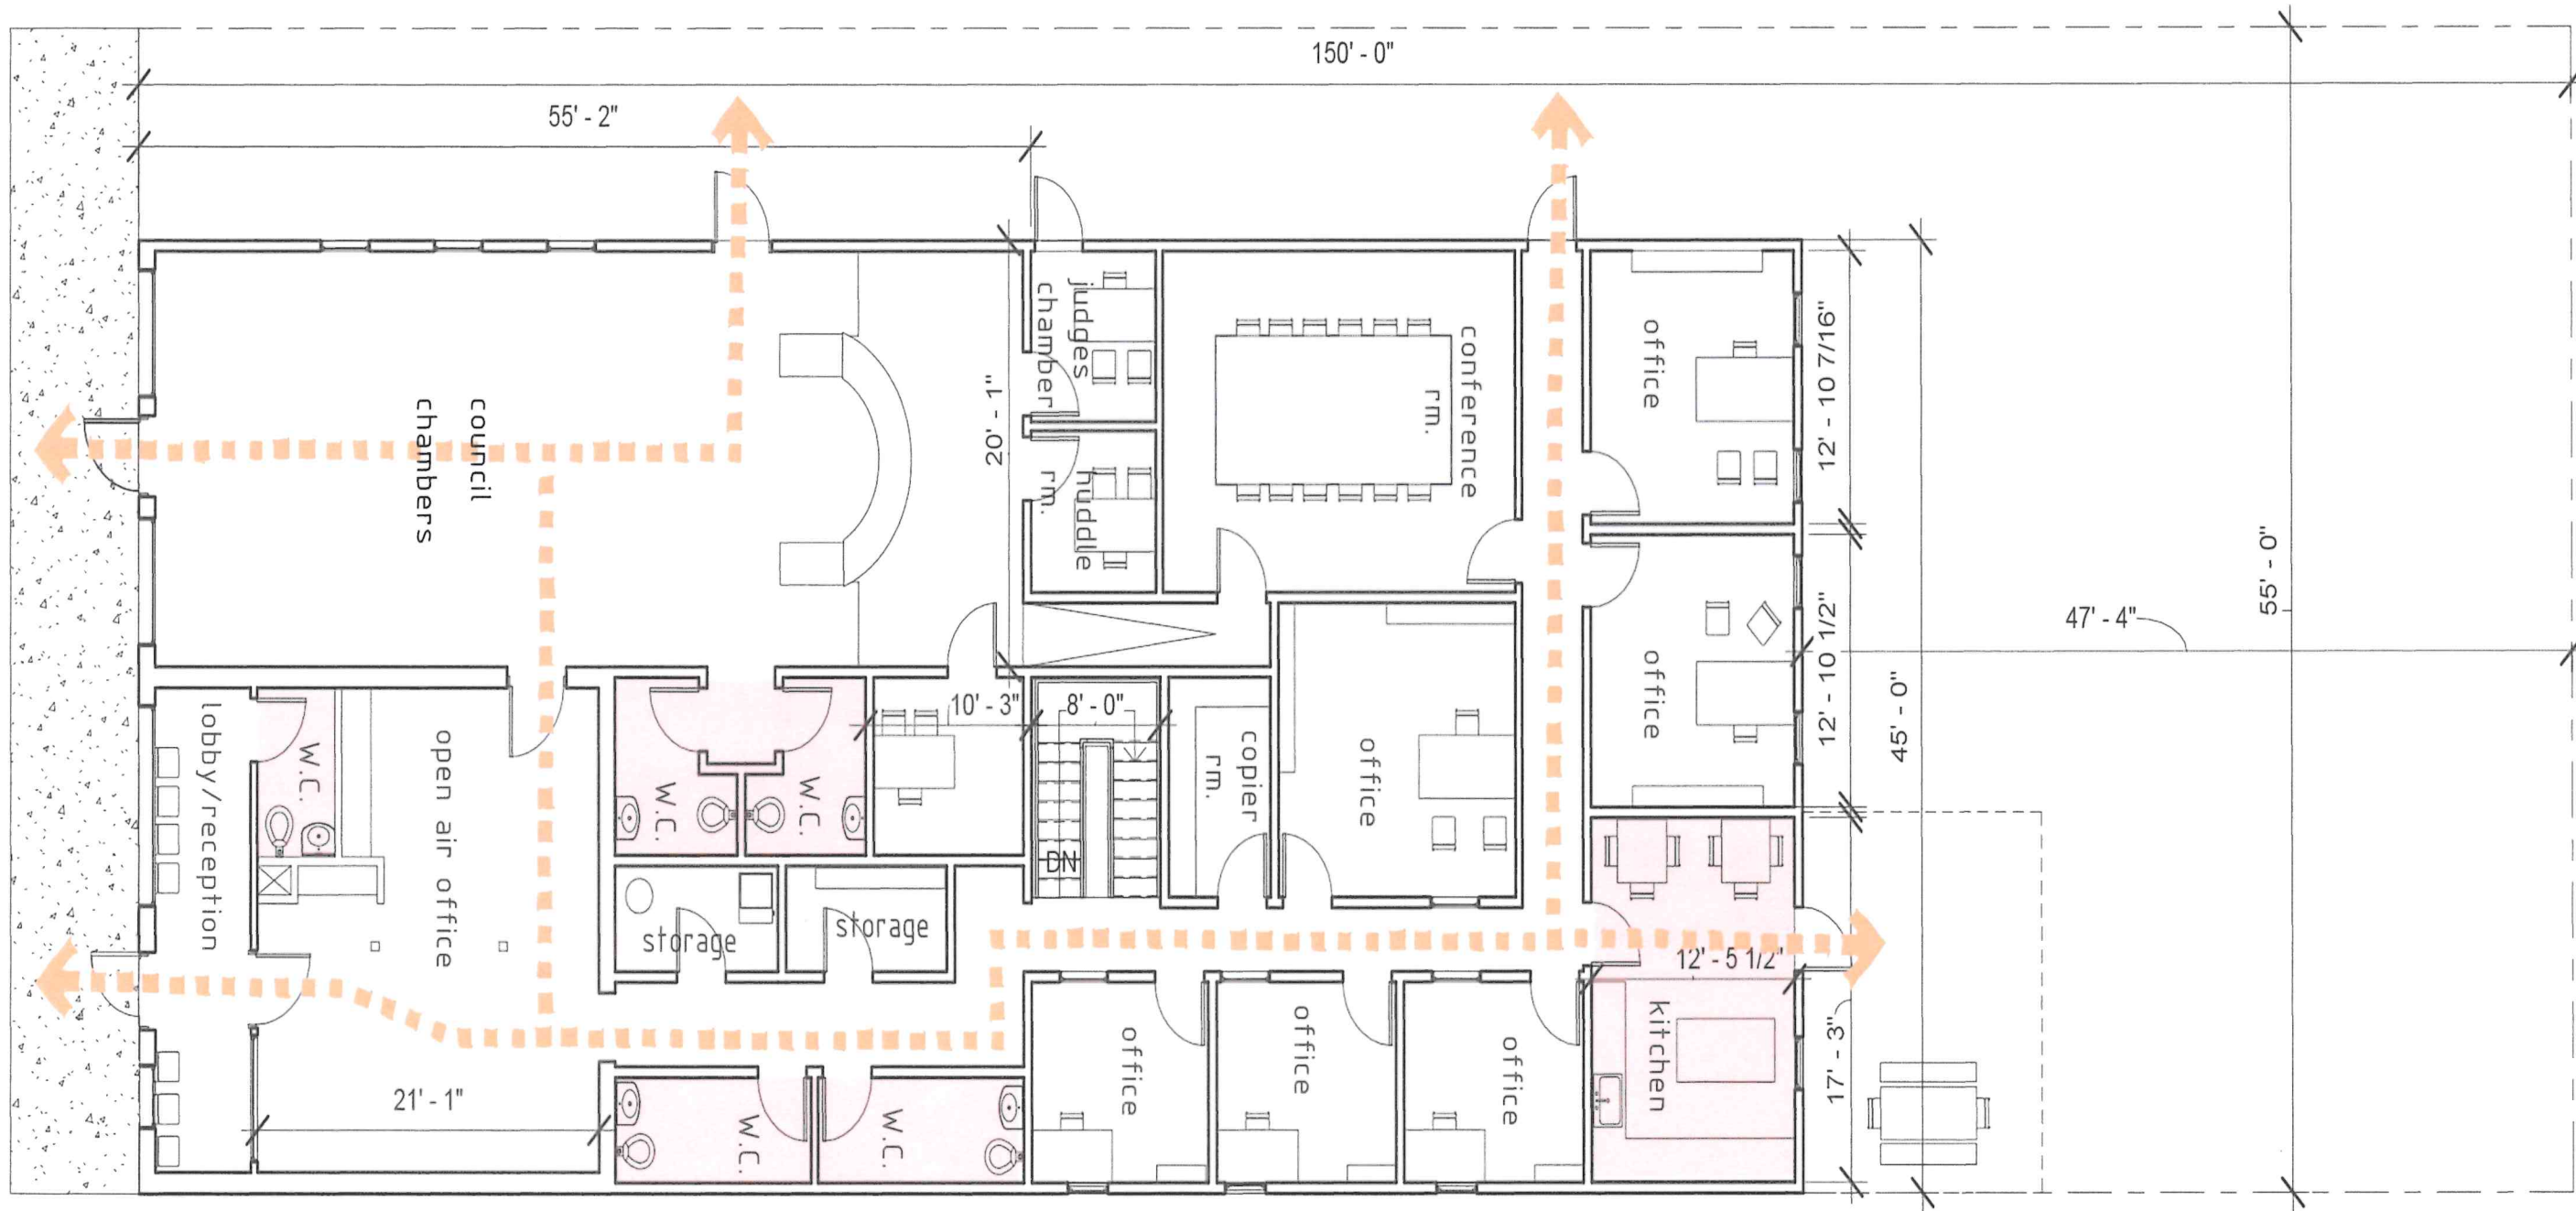 150' - 0"
55' - 2"
council
chambers
20' - 1"
judges
chamber
huddle
rm.
conference
rm.
office
12' - 10 7/16"
office
12' - 10 1/2"
45' - 0"
55' - 0"
47' - 4"
lobby/reception
W.C.
open air office
W.C.
W.C.
10' - 3"
8' - 0"
DN
copier
rm.
office
storage
storage
12' - 5 1/2"
kitchen
17' - 3"
21' - 1"
W.C.
W.C.
office
office
office